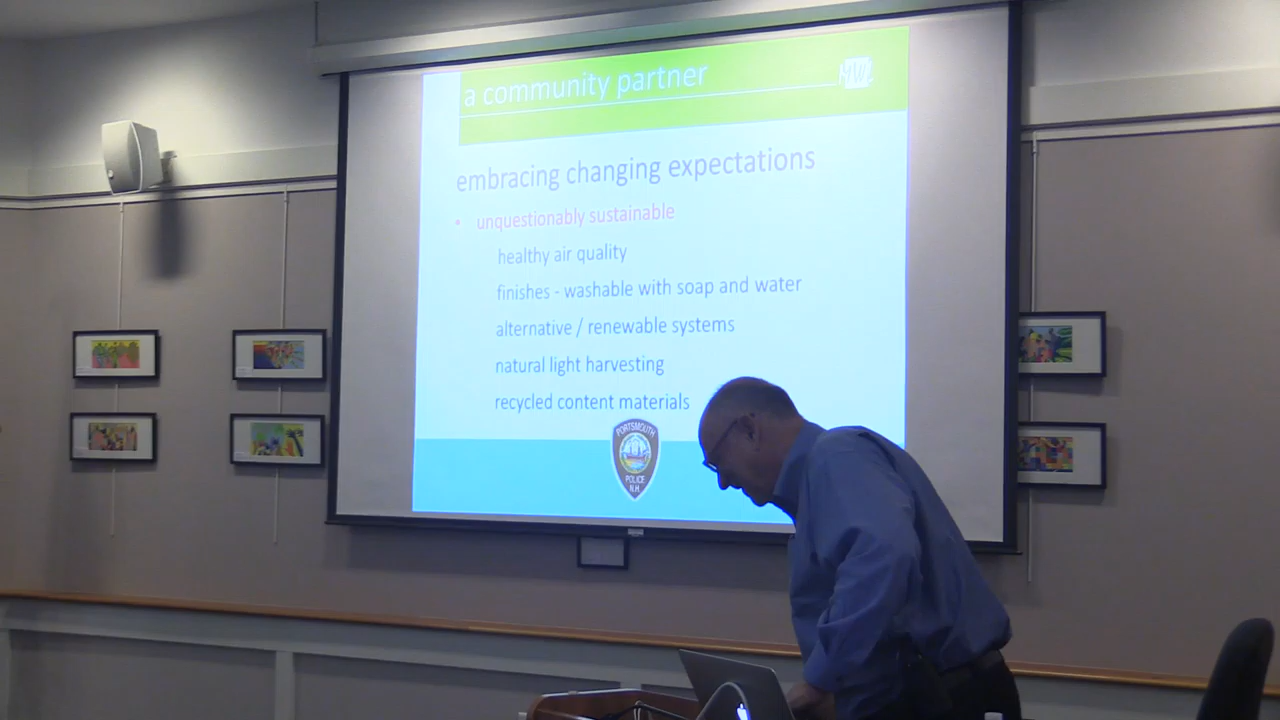 a community partner
embracing changing expectations
• unquestionably sustainable
healthy air quality
finishes - washable with soap and water
alternative / renewable systems
natural light harvesting
recycled content materials
PORTSMOUTH
POLICE
N.H.